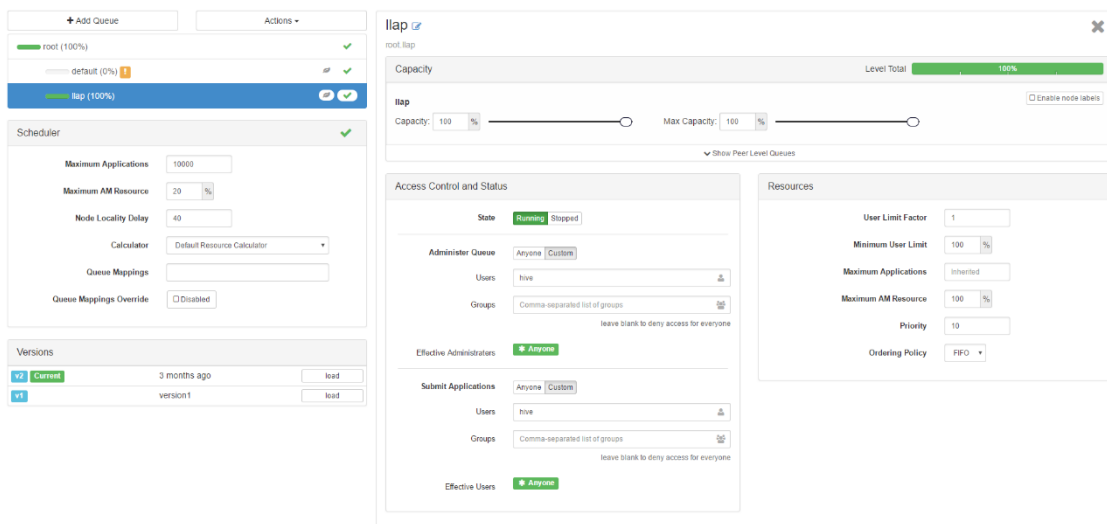 + Add Queue
Actions
root (100%)
default (0%) !
llap (100%)
Scheduler
Maximum Applications 10000
Maximum AM Resource 20 %
Node Locality Delay 40
Calculator Default Resource Calculator
Queue Mappings
Queue Mappings Override Disabled
Versions
v2 Current 3 months ago load
v1 version1 load
llap
root.llap
Capacity Level Total 100%
llap Enable node labels
Capacity: 100 % Max Capacity: 100 %
Show Peer Level Queues
Access Control and Status
State Running Stopped
Administer Queue Anyone Custom
Users hive
Groups Comma-separated list of groups
leave blank to deny access for everyone
Effective Administrators Anyone
Submit Applications Anyone Custom
Users hive
Groups Comma-separated list of groups
leave blank to deny access for everyone
Effective Users Anyone
Resources
User Limit Factor 1
Minimum User Limit 100 %
Maximum Applications Inherited
Maximum AM Resource 100 %
Priority 10
Ordering Policy FIFO